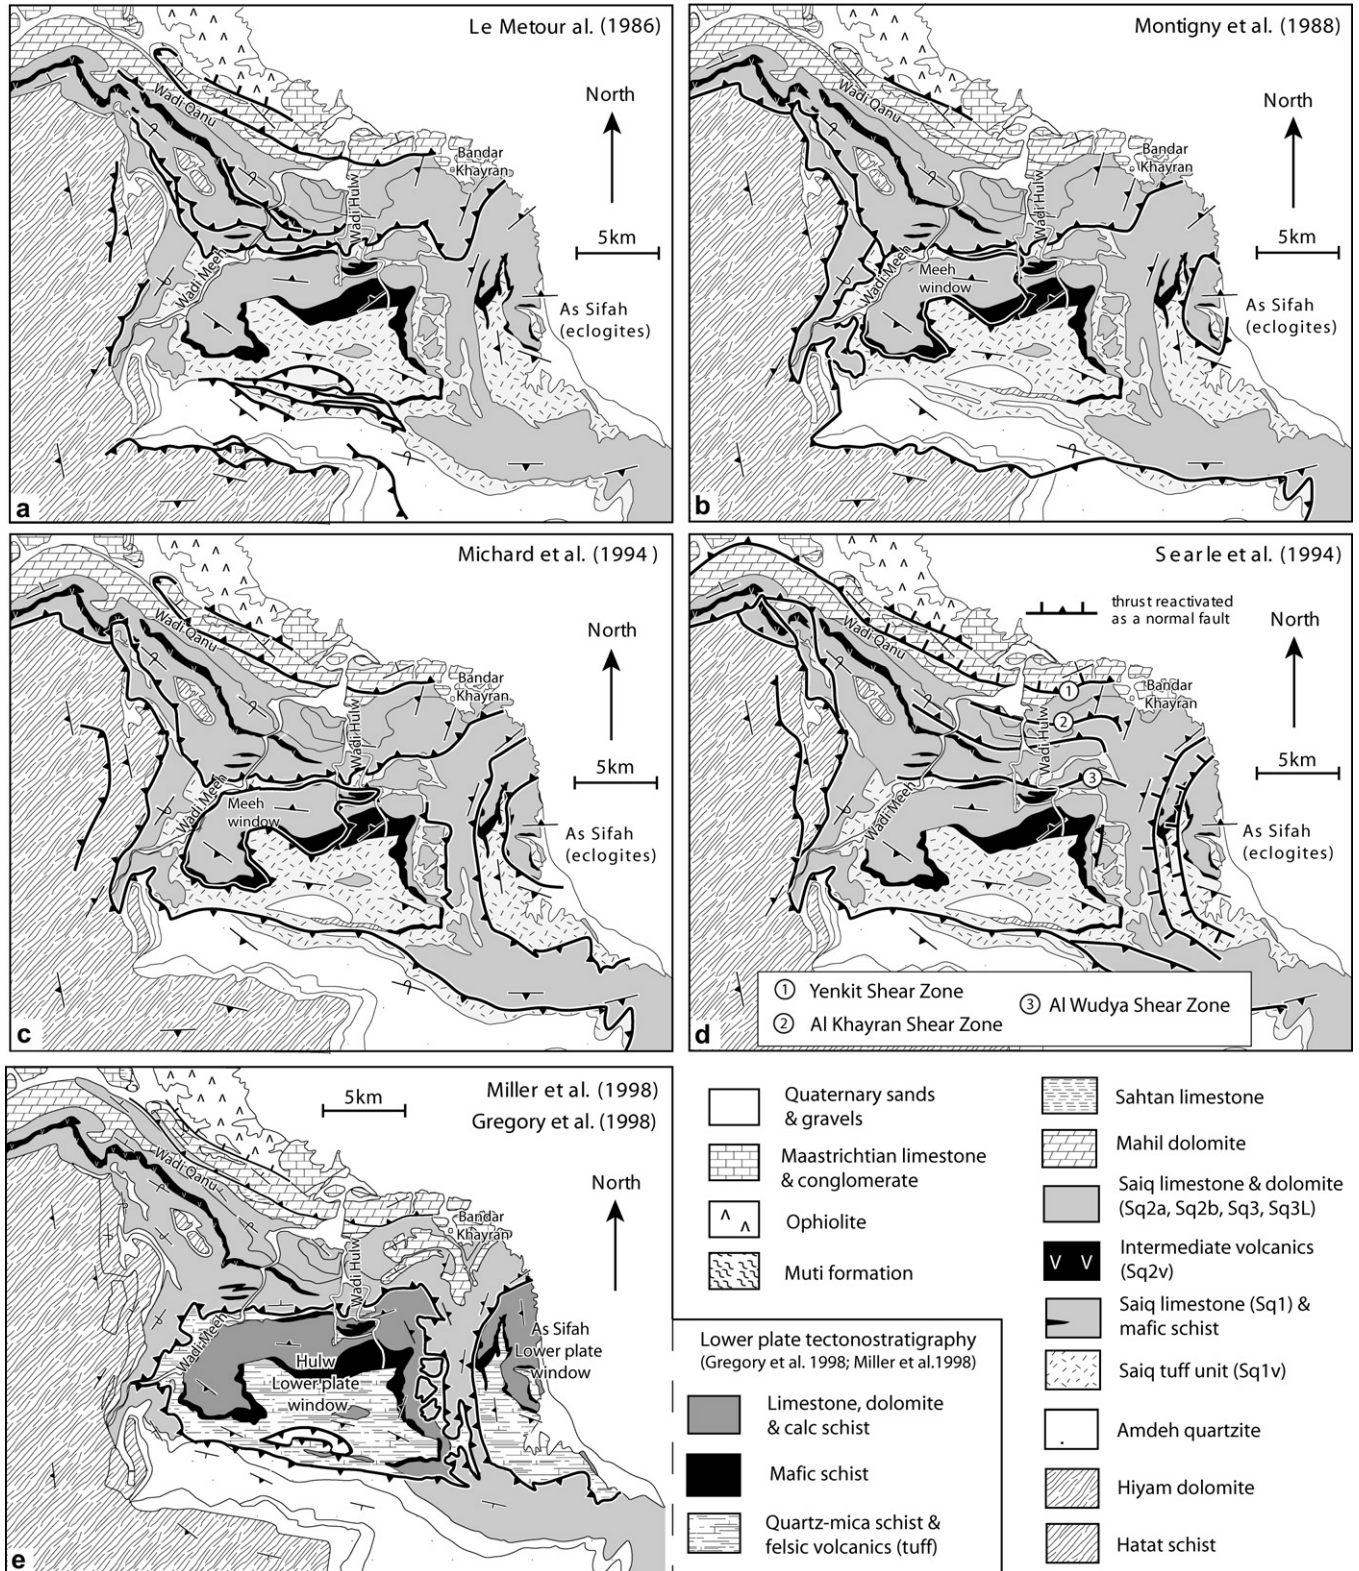 Le Metour al. (1986)
North
5km
Wadi Qanu
Bandar
Khayran
Wadi Hulw
Wadi Meeh
As Sifah
(eclogites)
a
Montigny et al. (1988)
North
5km
Wadi Qanu
Bandar
Khayran
Wadi Hulw
Wadi Meeh
Meeh
window
As Sifah
(eclogites)
b
Michard et al. (1994)
North
5km
Wadi Qanu
Bandar
Khayran
Wadi Hulw
Wadi Meeh
Meeh
window
As Sifah
(eclogites)
c
Searle et al. (1994)
thrust reactivated
as a normal fault
North
5km
Wadi Qanu
Bandar
Khayran
1
2
Wadi Hulw
3
Wadi Meeh
As Sifah
(eclogites)
1 Yenkit Shear Zone
2 Al Khayran Shear Zone
3 Al Wudya Shear Zone
d
Miller et al. (1998)
Gregory et al. (1998)
5km
North
Wadi Qanu
Bandar
Khayran
Wadi Hulw
Wadi Meeh
Hulw
Lower plate
window
As Sifah
Lower plate
window
e
Quaternary sands
& gravels
Maastrichtian limestone
& conglomerate
Ophiolite
Muti formation
Lower plate tectonostratigraphy
(Gregory et al. 1998; Miller et al.1998)
Limestone, dolomite
& calc schist
Mafic schist
Quartz-mica schist &
felsic volcanics (tuff)
Sahtan limestone
Mahil dolomite
Saiq limestone & dolomite
(Sq2a, Sq2b, Sq3, Sq3L)
V V
Intermediate volcanics
(Sq2v)
Saiq limestone (Sq1) &
mafic schist
Saiq tuff unit (Sq1v)
Amdeh quartzite
Hiyam dolomite
Hatat schist